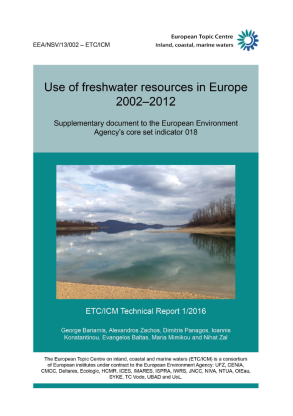 European Topic Centre
Inland, coastal, marine waters
EEA/NSV/13/002 – ETC/ICM
Use of freshwater resources in Europe
2002–2012
Supplementary document to the European Environment
Agency's core set indicator 018
ETC/ICM Technical Report 1/2016
George Bariamis, Alexandros Zachos, Dimitris Panagos, Ioannis
Konstantinou, Evangelos Baltas, Maria Mimikou and Nihat Zal
The European Topic Centre on inland, coastal and marine waters (ETC/ICM) is a consortium
of European institutes under contract to the European Environment Agency: UFZ, CENIA,
CMCC, Deltares, Ecologic, HCMR, ICES, IMARES, ISPRA, IWRS, JNCC, NIVA, NTUA, OIEau,
SYKE, TC Vode, UBAD and UoL.